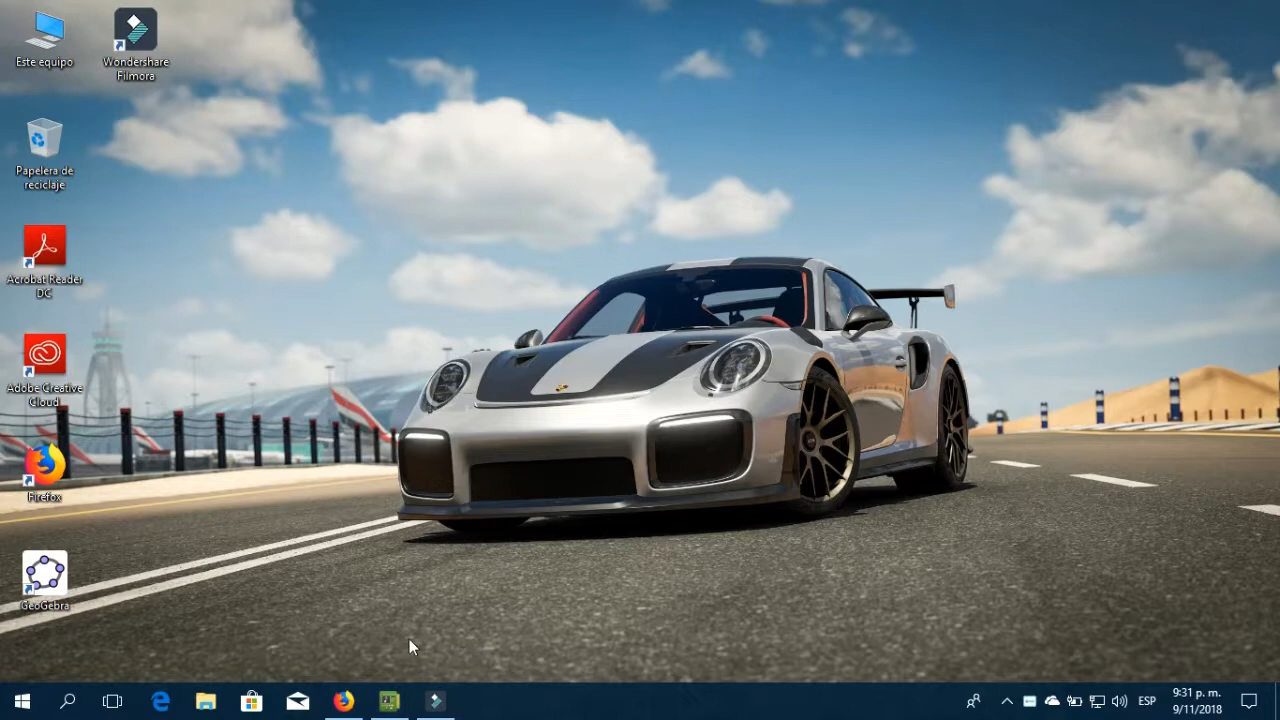 Este equipo
Wondershare
Filmora
Papelera de
reciclaje
Acrobat Reader
DC
Adobe Creative
Cloud
Firefox
GeoGebra
ESP
9:31 p. m.
9/11/2018